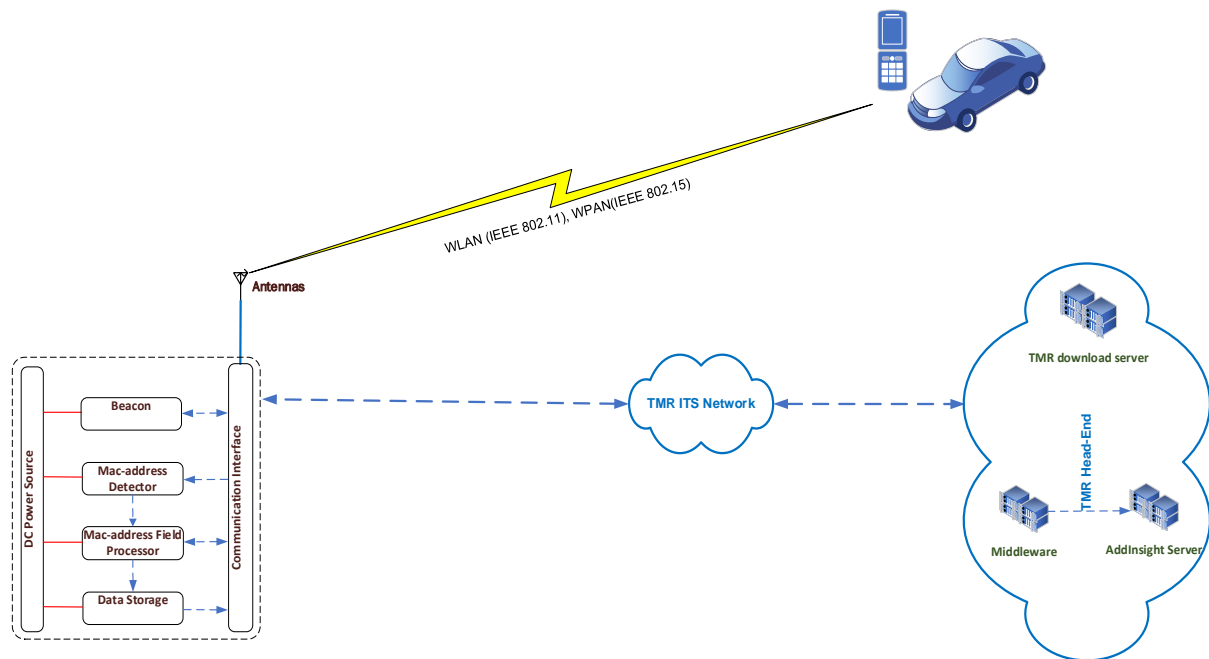 WLAN (IEEE 802.11), WPAN(IEEE 802.15)
Antennas
TMR download server
DC Power Source
Beacon
Mac-address
Detector
Mac-address Field
Processor
Data Storage
Communication Interface
TMR ITS Network
TMR Head-End
Middleware
AddInsight Server